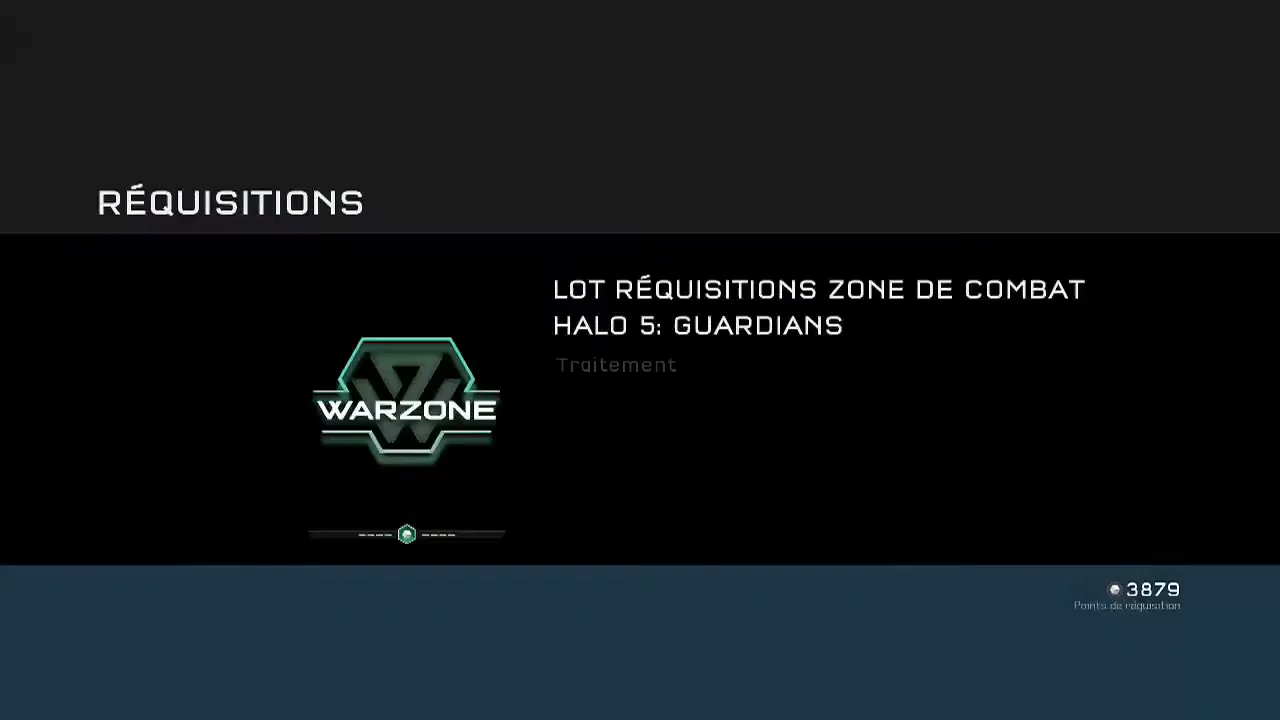 RÉQUISITIONS
LOT RÉQUISITIONS ZONE DE COMBAT
HALO 5: GUARDIANS
Traitement
WARZONE
3879
Points de réquisition